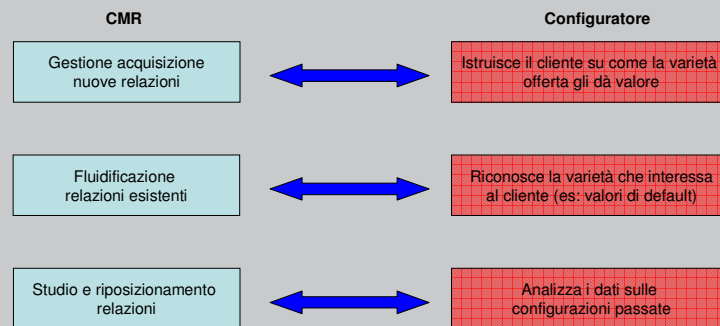 CMR
Configuratore
Gestione acquisizione
nuove relazioni
Istruisce il cliente su come la varietà
offerta gli dà valore
Fluidificazione
relazioni esistenti
Riconosce la varietà che interessa
al cliente (es: valori di default)
Studio e riposizionamento
relazioni
Analizza i dati sulle
configurazioni passate